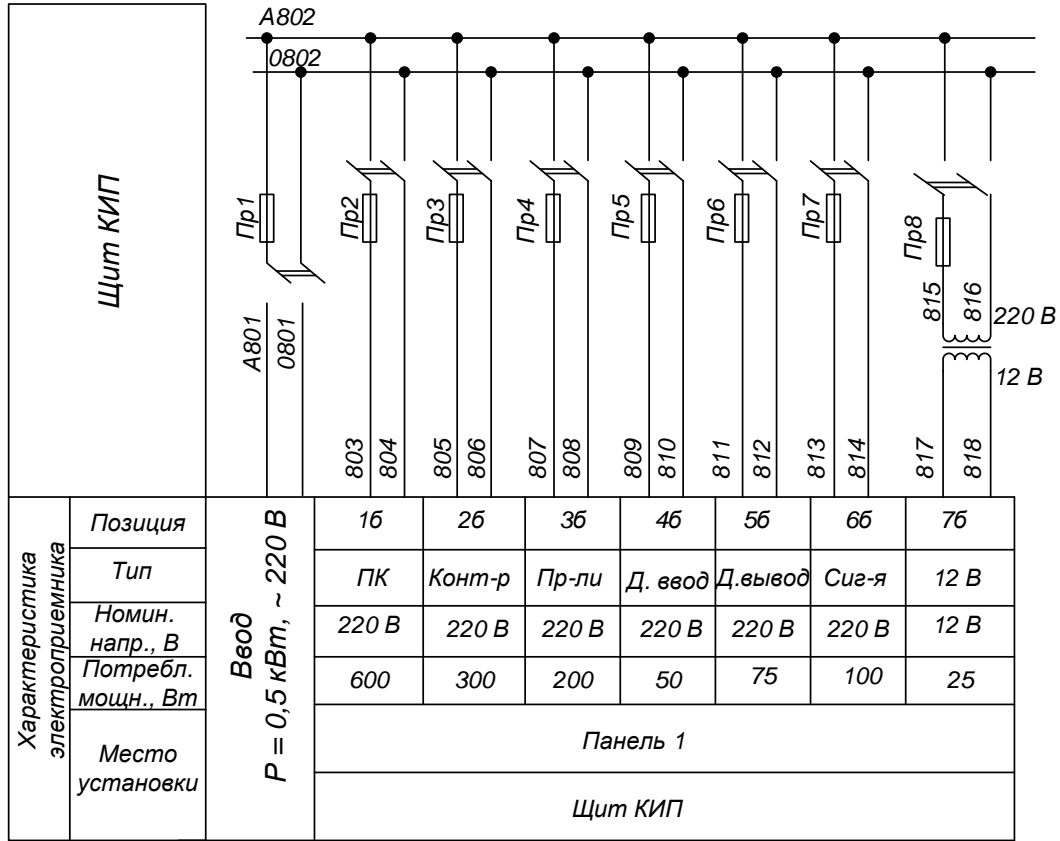 А802
0802
Щит КИП
Пр1
Пр2
Пр3
Пр4
Пр5
Пр6
Пр7
Пр8
815
816
220 В
12 В
А801
0801
803
804
805
806
807
808
809
810
811
812
813
814
817
818
Характеристика
электроприемника
Позиция
Ввод
Р = 0,5 кВт, ~ 220 В
1б
2б
3б
4б
5б
6б
7б
Тип
ПК
Конт-р
Пр-ли
Д. ввод
Д.вывод
Сиг-я
12 В
Номин.
напр., В
220 В
220 В
220 В
220 В
220 В
220 В
12 В
Потребл.
мощн., Вт
600
300
200
50
75
100
25
Место
установки
Панель 1
Щит КИП